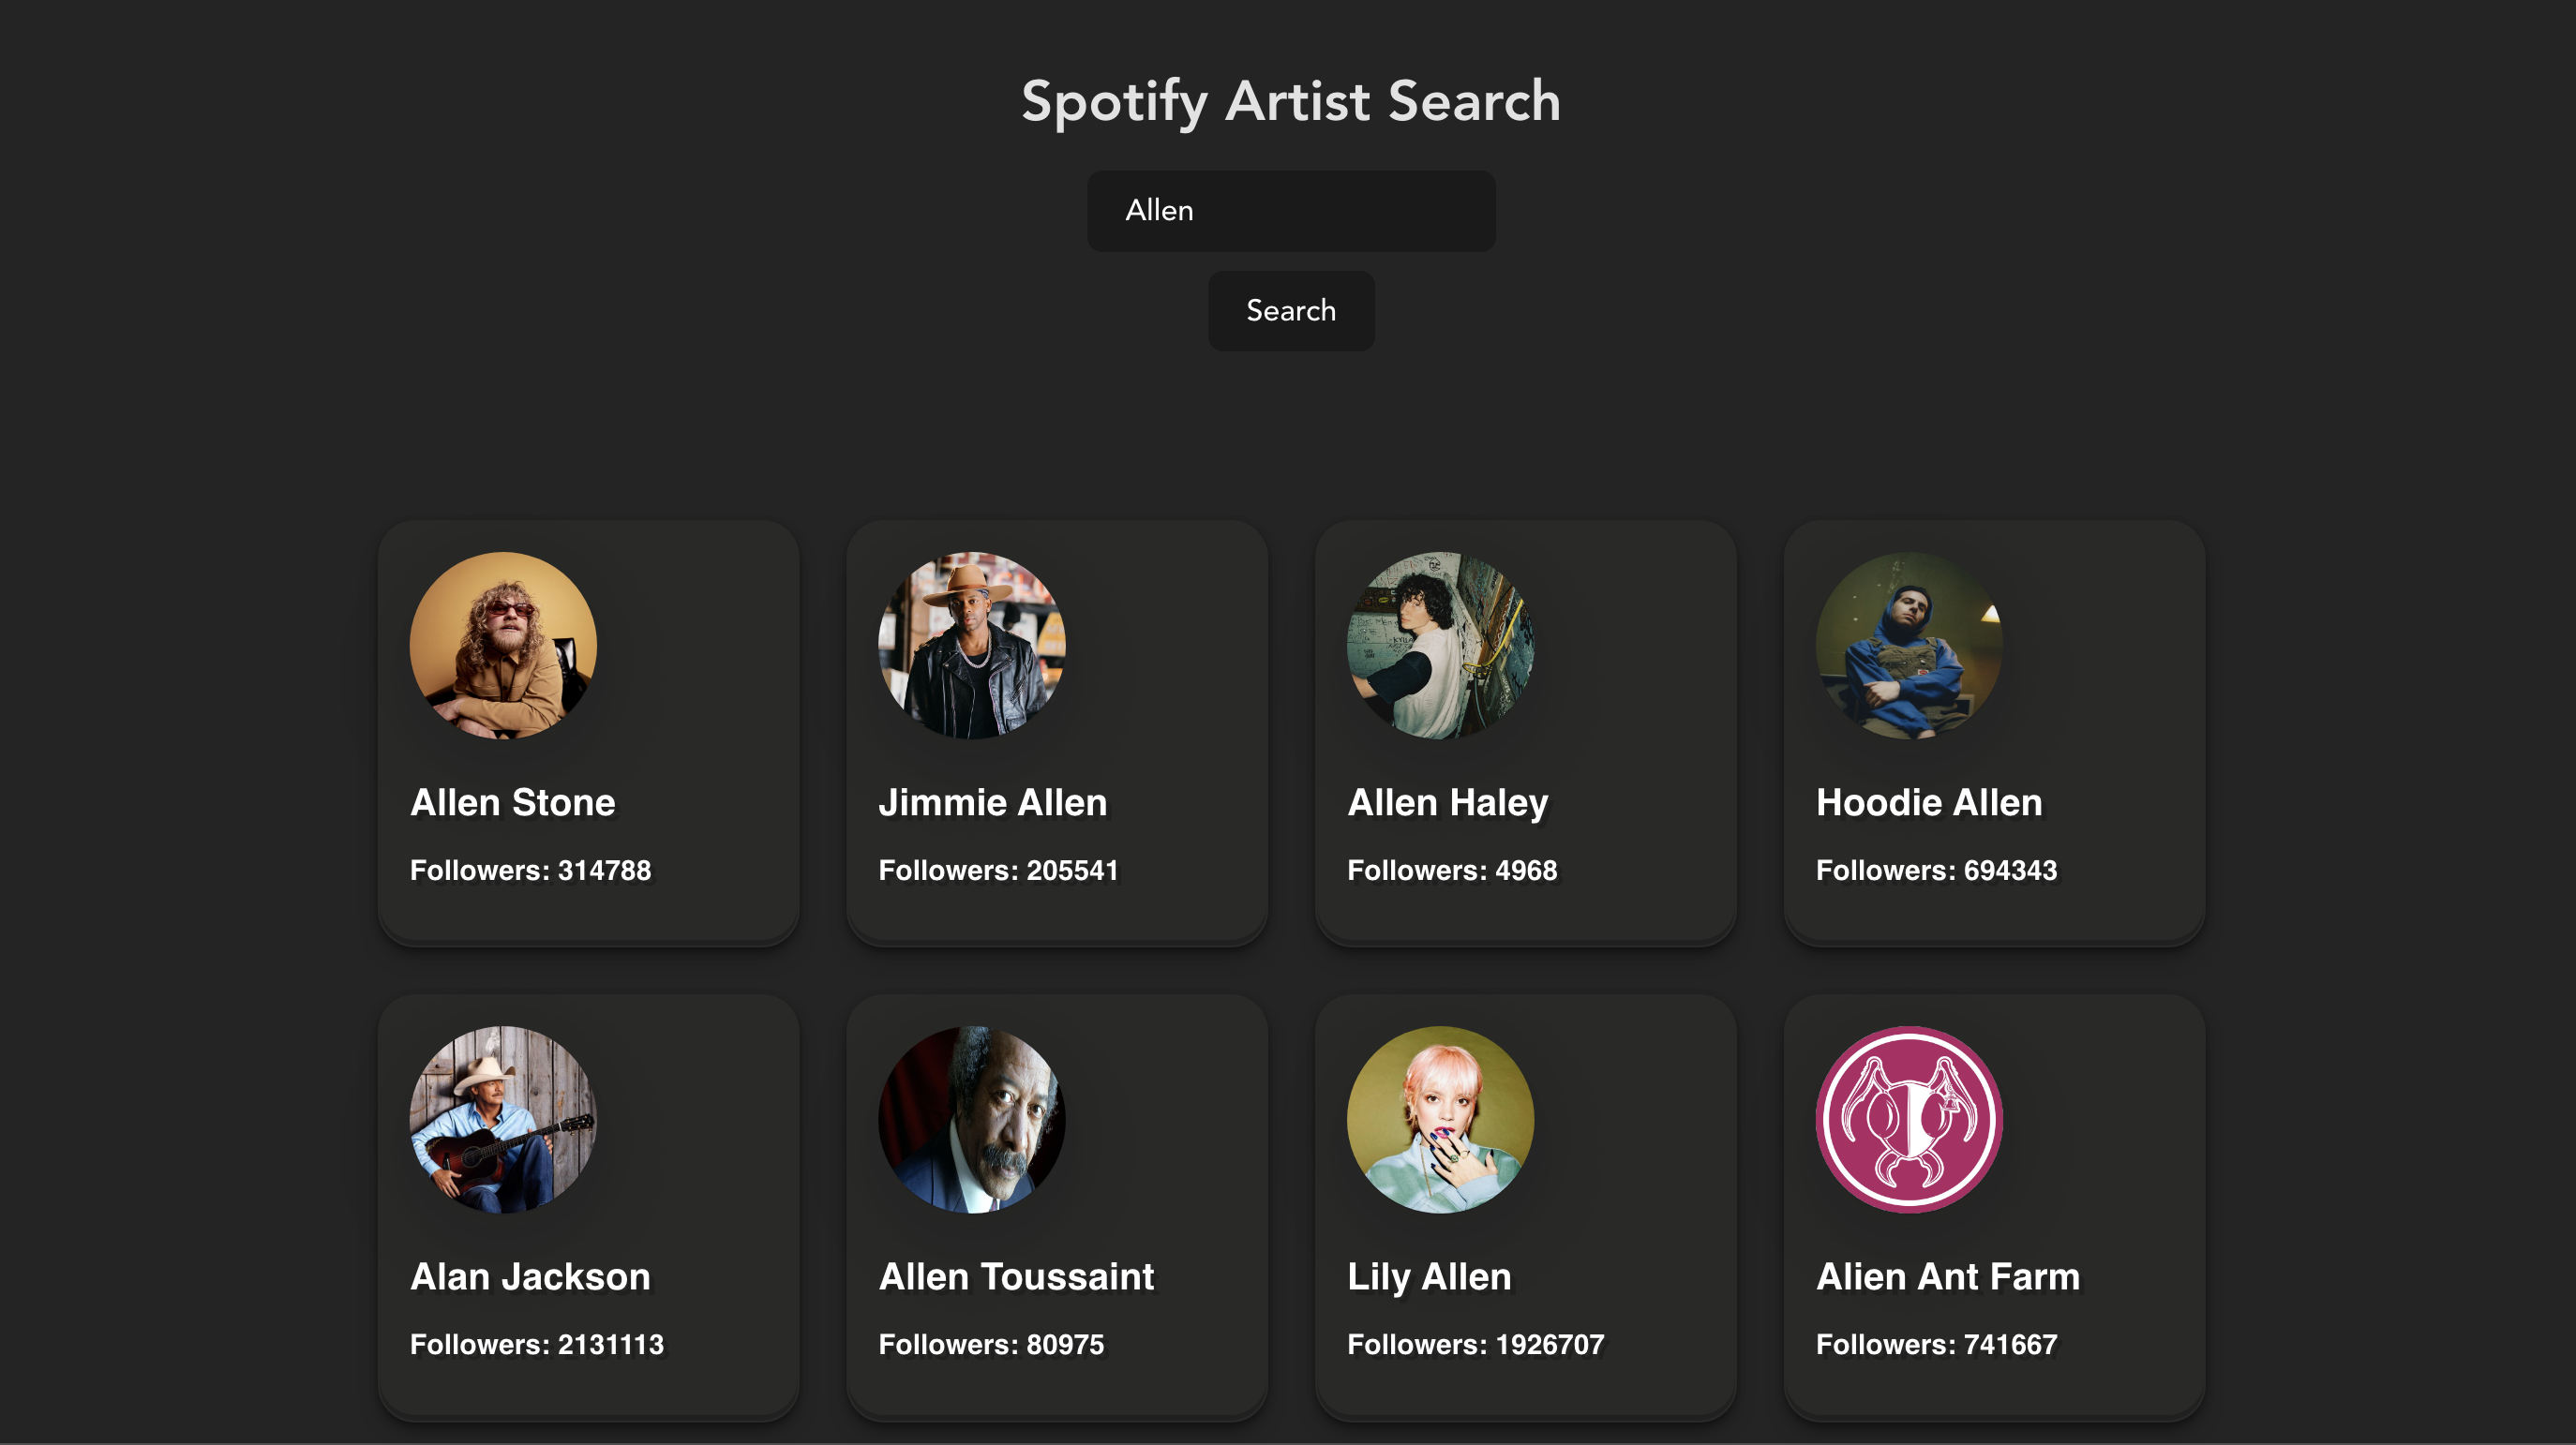 Spotify Artist Search
Allen
Search
Allen Stone
Followers: 314788
Jimmie Allen
Followers: 205541
Allen Haley
Followers: 4968
Hoodie Allen
Followers: 694343
Alan Jackson
Followers: 2131113
Allen Toussaint
Followers: 80975
Lily Allen
Followers: 1926707
Alien Ant Farm
Followers: 741667